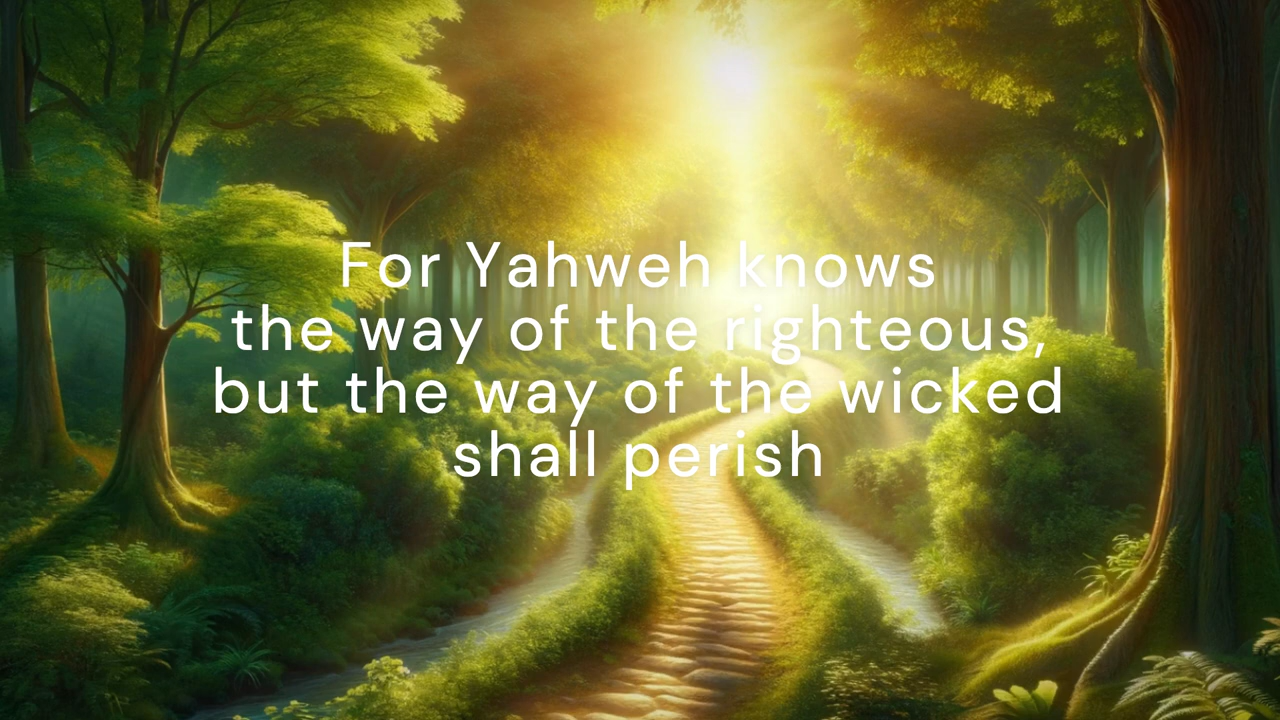 For Yahweh knows
the way of the righteous,
but the way of the wicked
shall perish